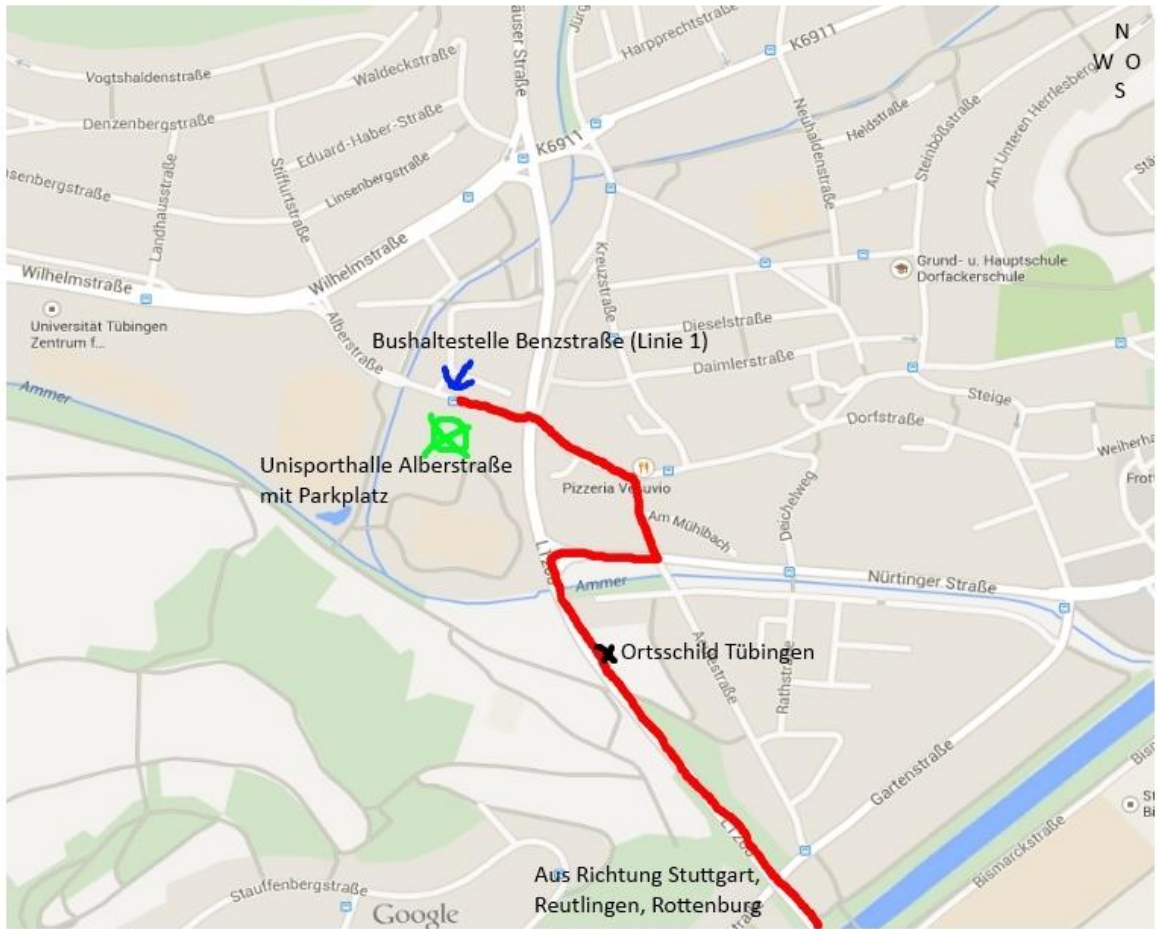 N
W O
S
Harpprechtstraße
K6911
Vogtshaldenstraße
Waldeckstraße
Denzenbergstraße
Eduard-Haber-Straße
K6911
Neuhaldenstraße
Heldstraße
Steinbößstraße
Am Unteren Herrlesberg
Landhausstraße
Stiffurtstraße
Linsenbergstraße
Wilhelmstraße
Wilhelmstraße
Kreuzstraße
Grund- u. Hauptschule
Dorfackerschule
Universität Tübingen
Zentrum f...
Alberstraße
Dieselstraße
Bushaltestelle Benzstraße (Linie 1)
Daimlerstraße
Ammer
Steige
Dorfstraße
Unisporthalle Alberstraße
mit Parkplatz
Pizzeria Vesuvio
Deichelweg
Am Mühlbach
Ammer
Nürtinger Straße
Ortsschild Tübingen
Rathstraße
Gartenstraße
Bismarckstraße
Aus Richtung Stuttgart,
Reutlingen, Rottenburg
Stauffenbergstraße
Google